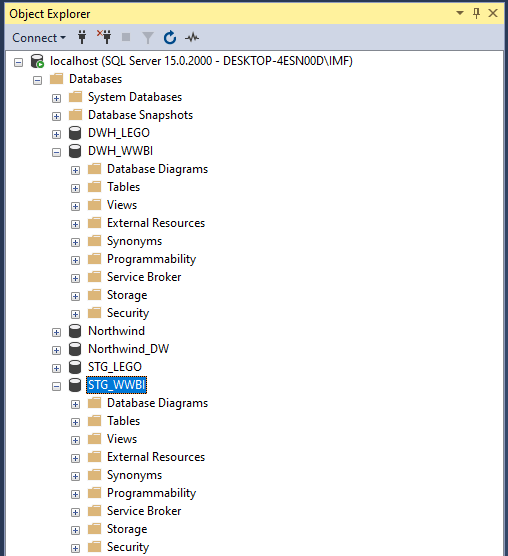 Object Explorer
Connect
localhost (SQL Server 15.0.2000 - DESKTOP-4ESN00D\IMF)
Databases
System Databases
Database Snapshots
DWH_LEGO
DWH_WWBI
Database Diagrams
Tables
Views
External Resources
Synonyms
Programmability
Service Broker
Storage
Security
Northwind
Northwind_DW
STG_LEGO
STG_WWBI
Database Diagrams
Tables
Views
External Resources
Synonyms
Programmability
Service Broker
Storage
Security